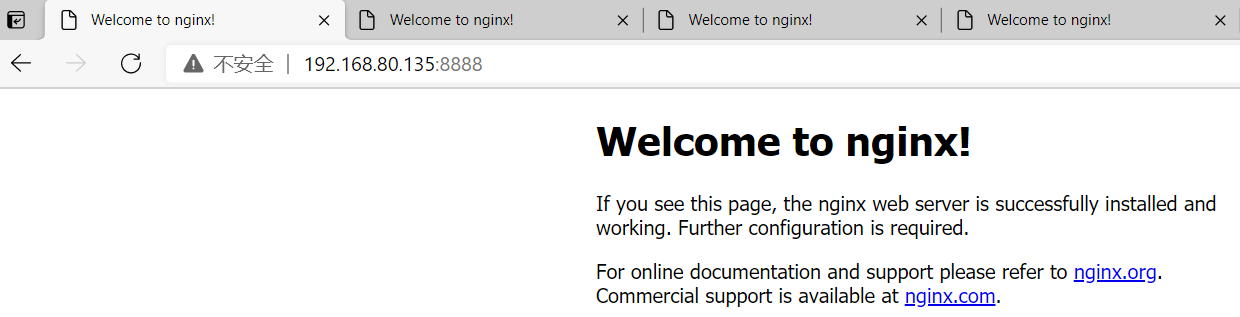 Welcome to nginx! Welcome to nginx! Welcome to nginx! Welcome to nginx!
不安全 | 192.168.80.135:8888
Welcome to nginx!
If you see this page, the nginx web server is successfully installed and
working. Further configuration is required.
For online documentation and support please refer to nginx.org.
Commercial support is available at nginx.com.